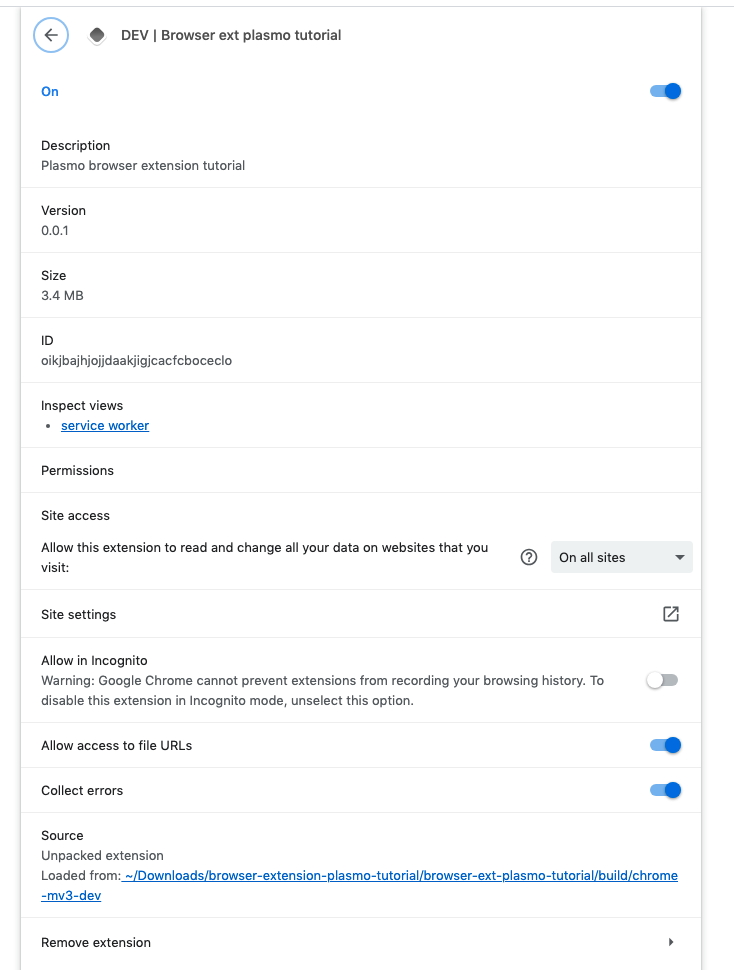 DEV | Browser ext plasmo tutorial
On
Description
Plasmo browser extension tutorial
Version
0.0.1
Size
3.4 MB
ID
oikjbajhjojjdaakjigjcacfcboceclo
Inspect views
• service worker
Permissions
Site access
Allow this extension to read and change all your data on websites that you
visit:
On all sites
Site settings
Allow in Incognito
Warning: Google Chrome cannot prevent extensions from recording your browsing history. To
disable this extension in Incognito mode, unselect this option.
Allow access to file URLs
Collect errors
Source
Unpacked extension
Loaded from: ~/Downloads/browser-extension-plasmo-tutorial/browser-ext-plasmo-tutorial/build/chrome
-mv3-dev
Remove extension